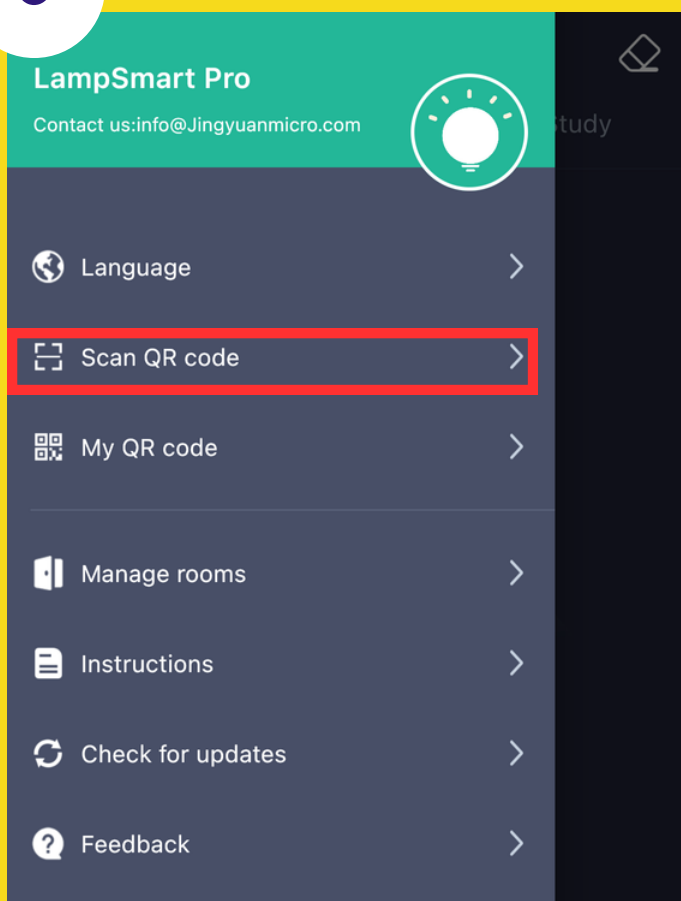 LampSmart Pro
Contact us:info@Jingyuanmicro.com
Study
Language
Scan QR code
My QR code
Manage rooms
Instructions
Check for updates
Feedback